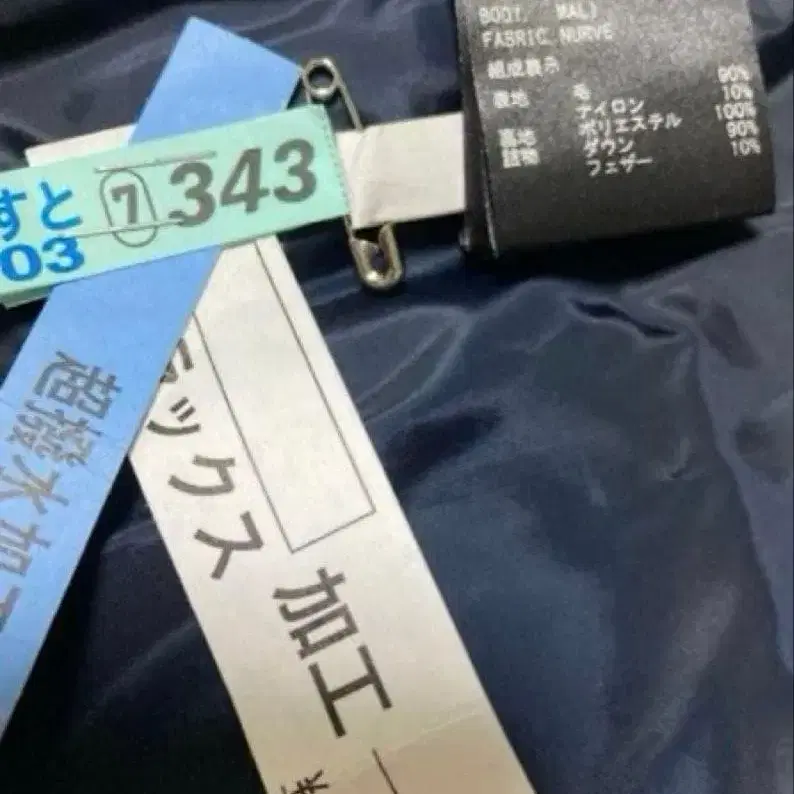 すと
03
7
343
超撥水加工
ックス
加工
BODY
FABRIC NURVE
組成表示
表地 毛 90%
ナイロン 10%
裏地 ポリエステル 100%
詰物 ダウン 90%
フェザー 10%